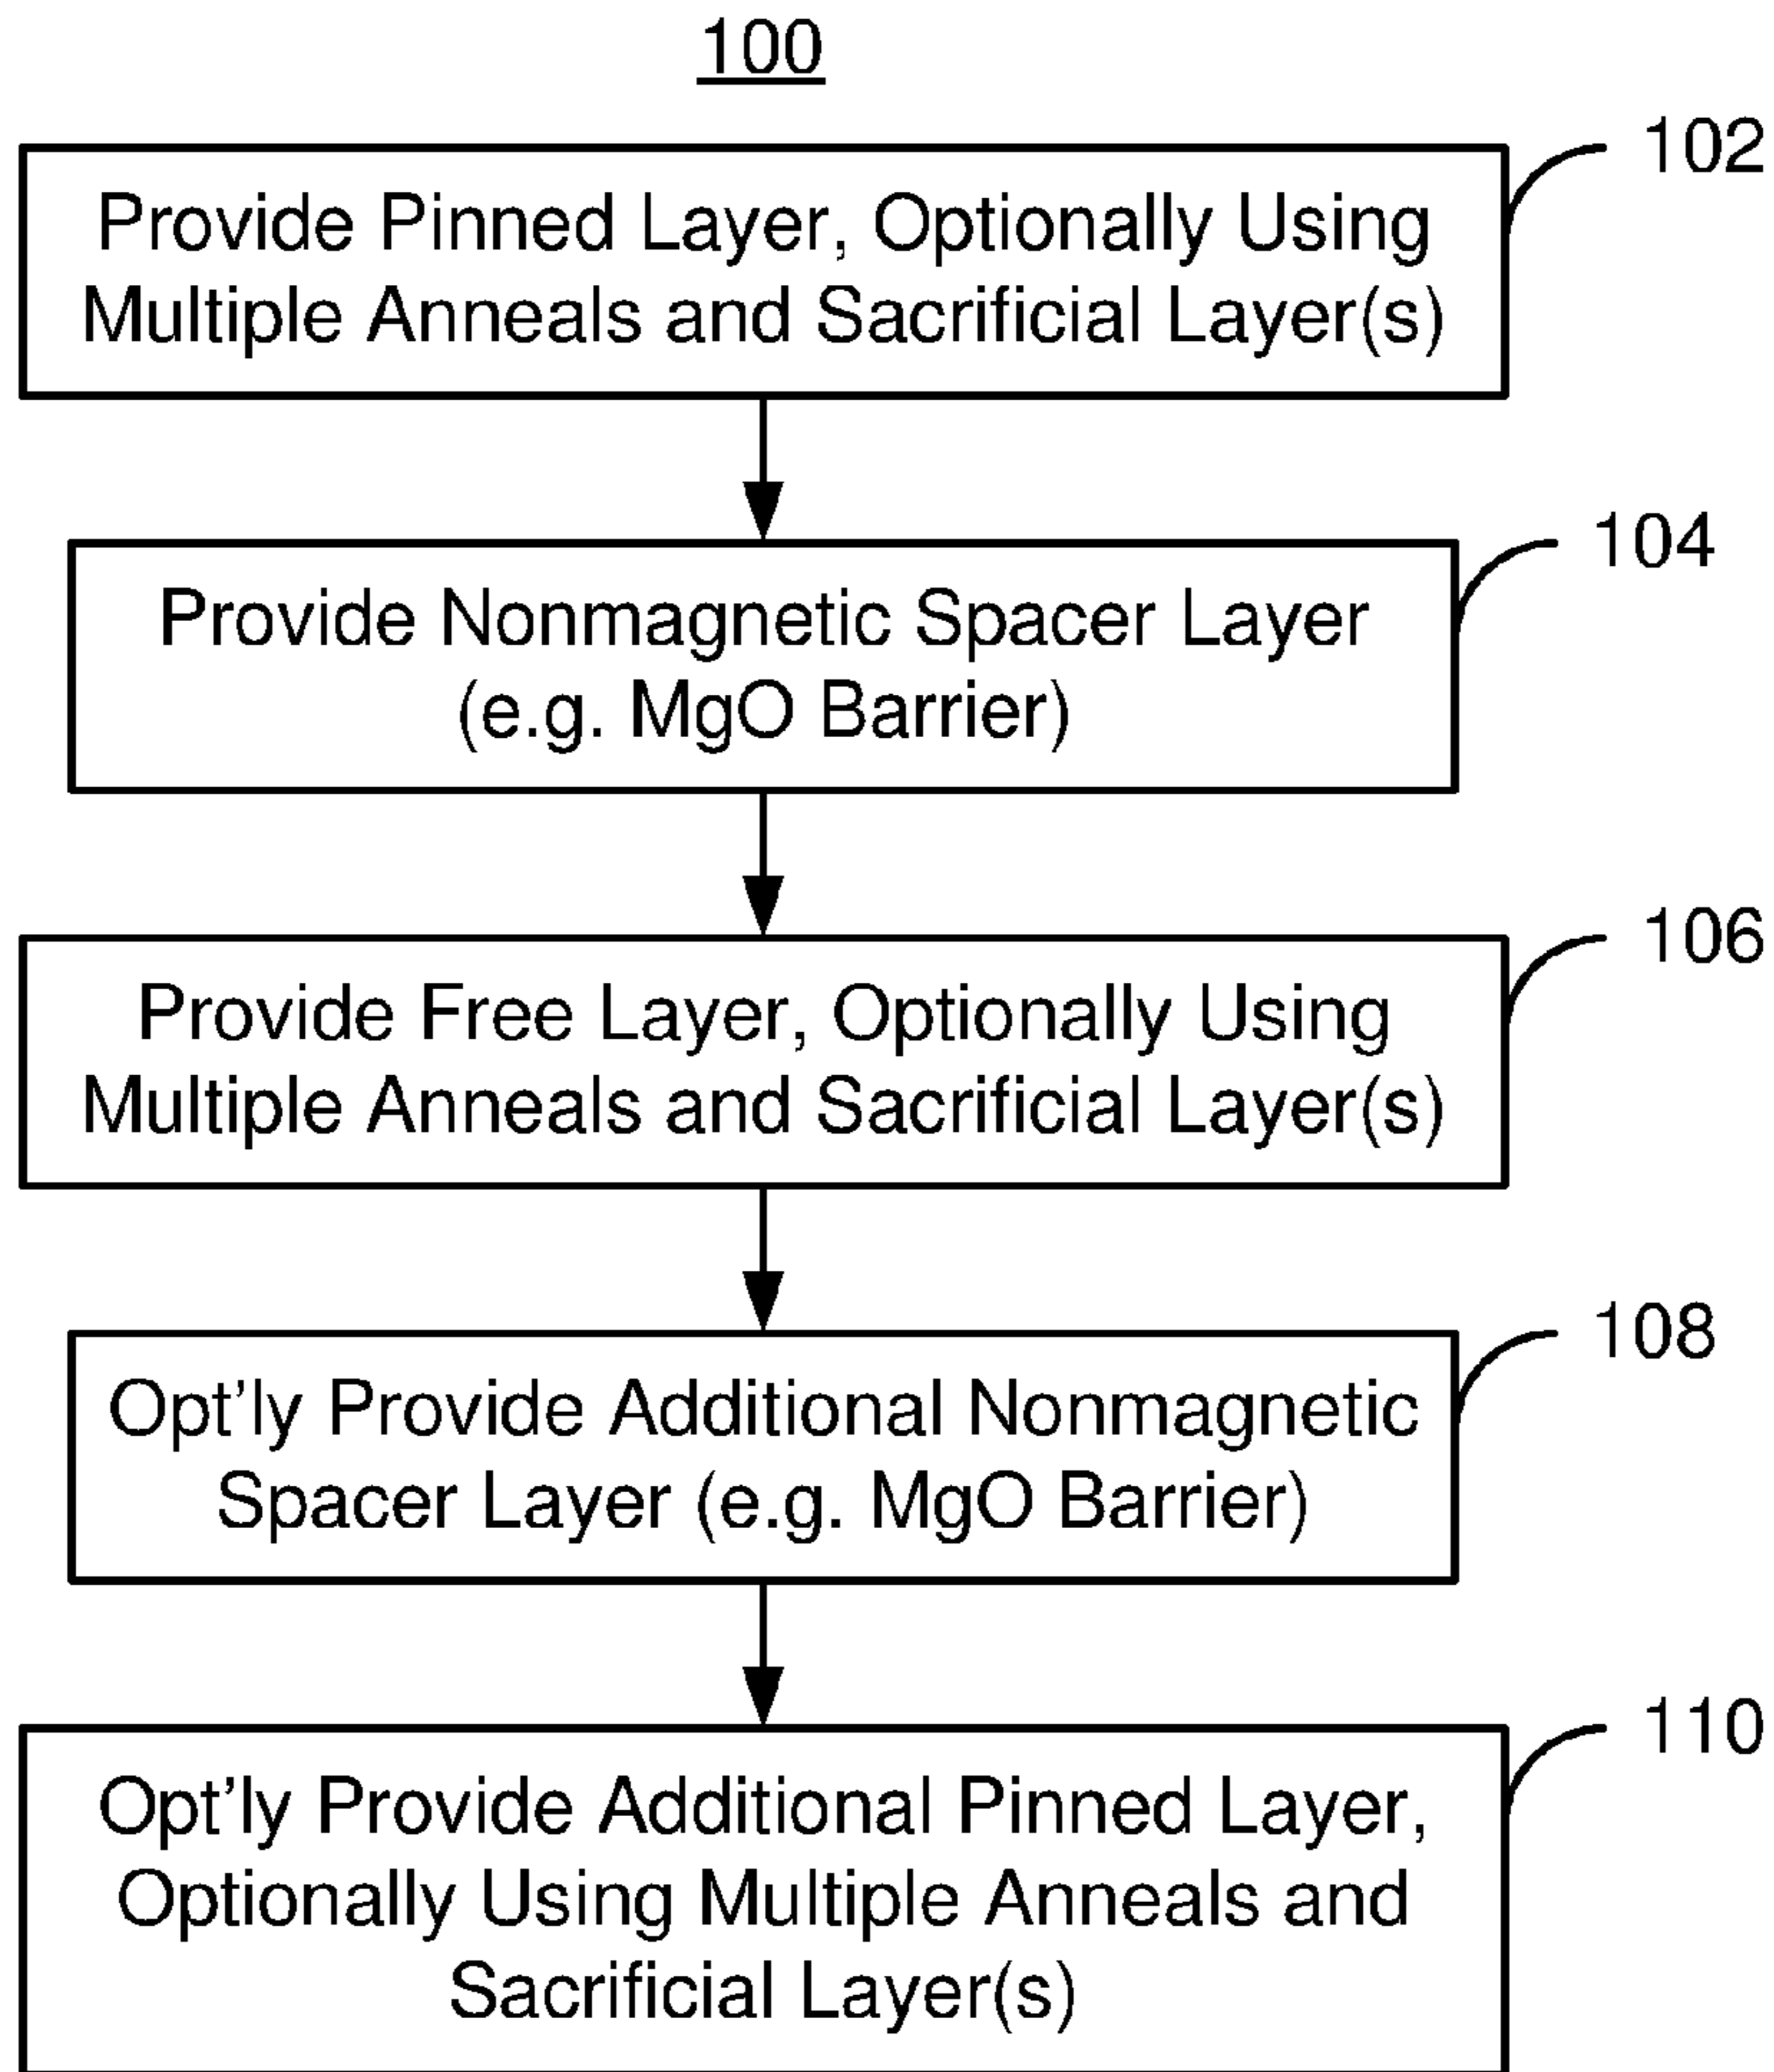 100
102
Provide Pinned Layer, Optionally Using
Multiple Anneals and Sacrificial Layer(s)
104
Provide Nonmagnetic Spacer Layer
(e.g. MgO Barrier)
106
Provide Free Layer, Optionally Using
Multiple Anneals and Sacrificial Layer(s)
108
Opt’ly Provide Additional Nonmagnetic
Spacer Layer (e.g. MgO Barrier)
110
Opt’ly Provide Additional Pinned Layer,
Optionally Using Multiple Anneals and
Sacrificial Layer(s)